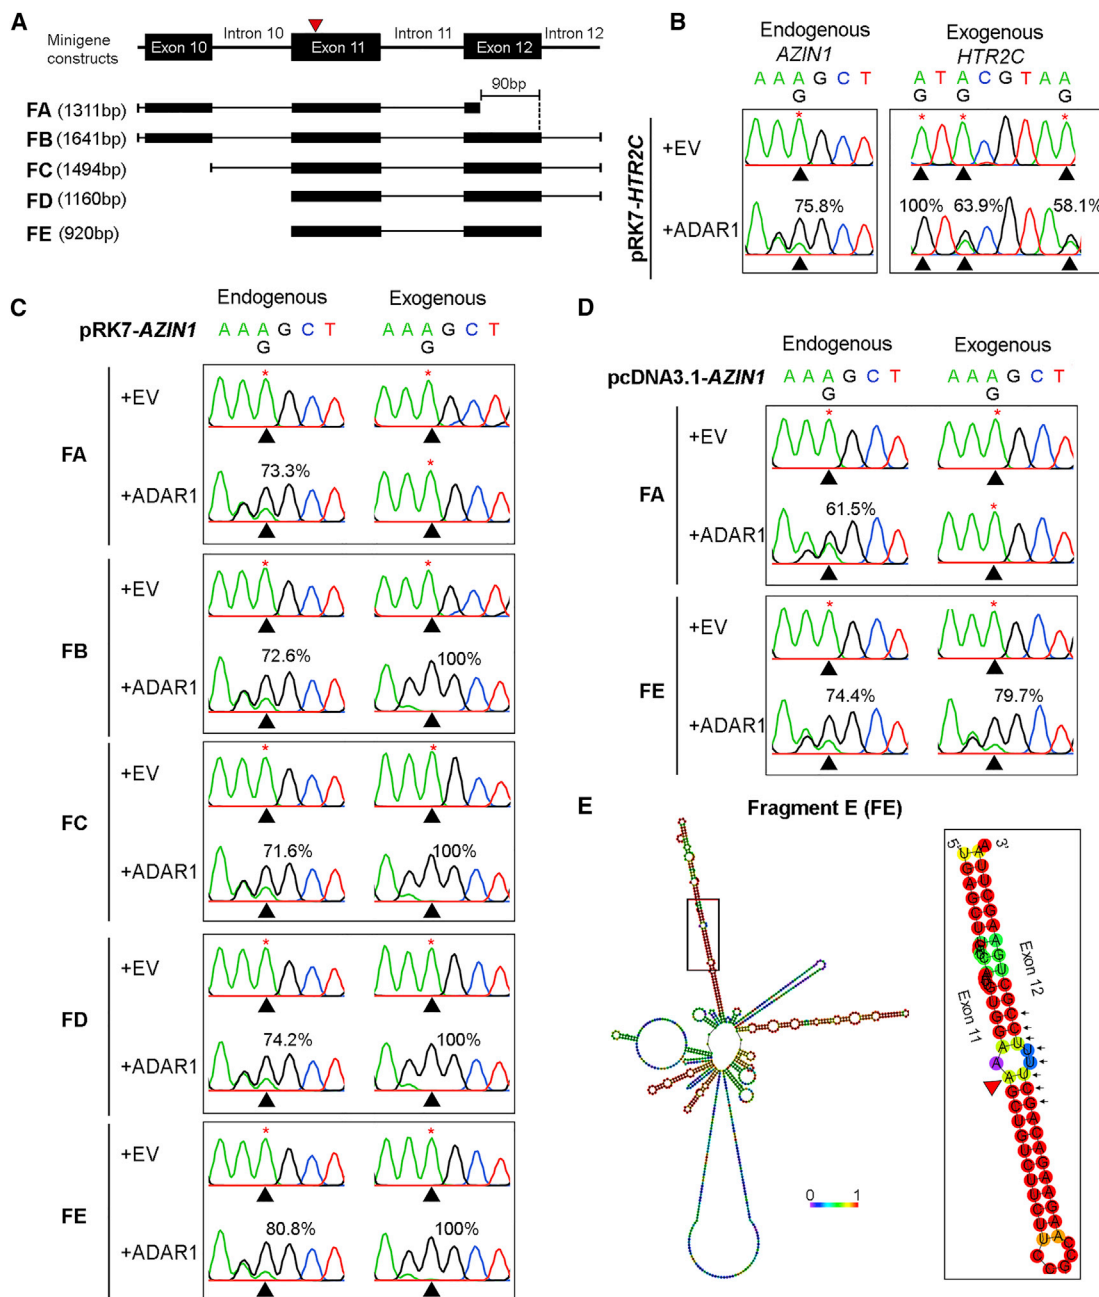 A
Minigene constructs
Exon 10
Intron 10
Exon 11
Intron 11
Exon 12
Intron 12
90bp
FA (1311bp)
FB (1641bp)
FC (1494bp)
FD (1160bp)
FE (920bp)
B
Endogenous AZIN1
Exogenous HTR2C
A A A G C T
G
A T A C G T A A
G G G
pRK7-HTR2C
+EV
* * * *
+ADAR1
75.8%
100% 63.9% 58.1%
C
Endogenous Exogenous
pRK7-AZIN1
A A A G C T
G
A A A G C T
G
FA
+EV
* *
+ADAR1
73.3%
*
FB
+EV
* *
+ADAR1
72.6% 100%
FC
+EV
* *
+ADAR1
71.6% 100%
FD
+EV
* *
+ADAR1
74.2% 100%
FE
+EV
* *
+ADAR1
80.8% 100%
D
Endogenous Exogenous
pcDNA3.1-AZIN1
A A A G C T
G
A A A G C T
G
FA
+EV
* *
+ADAR1
61.5%
*
FE
+EV
* *
+ADAR1
74.4% 79.7%
E
Fragment E (FE)
0 1
5'
3'
Exon 12
Exon 11